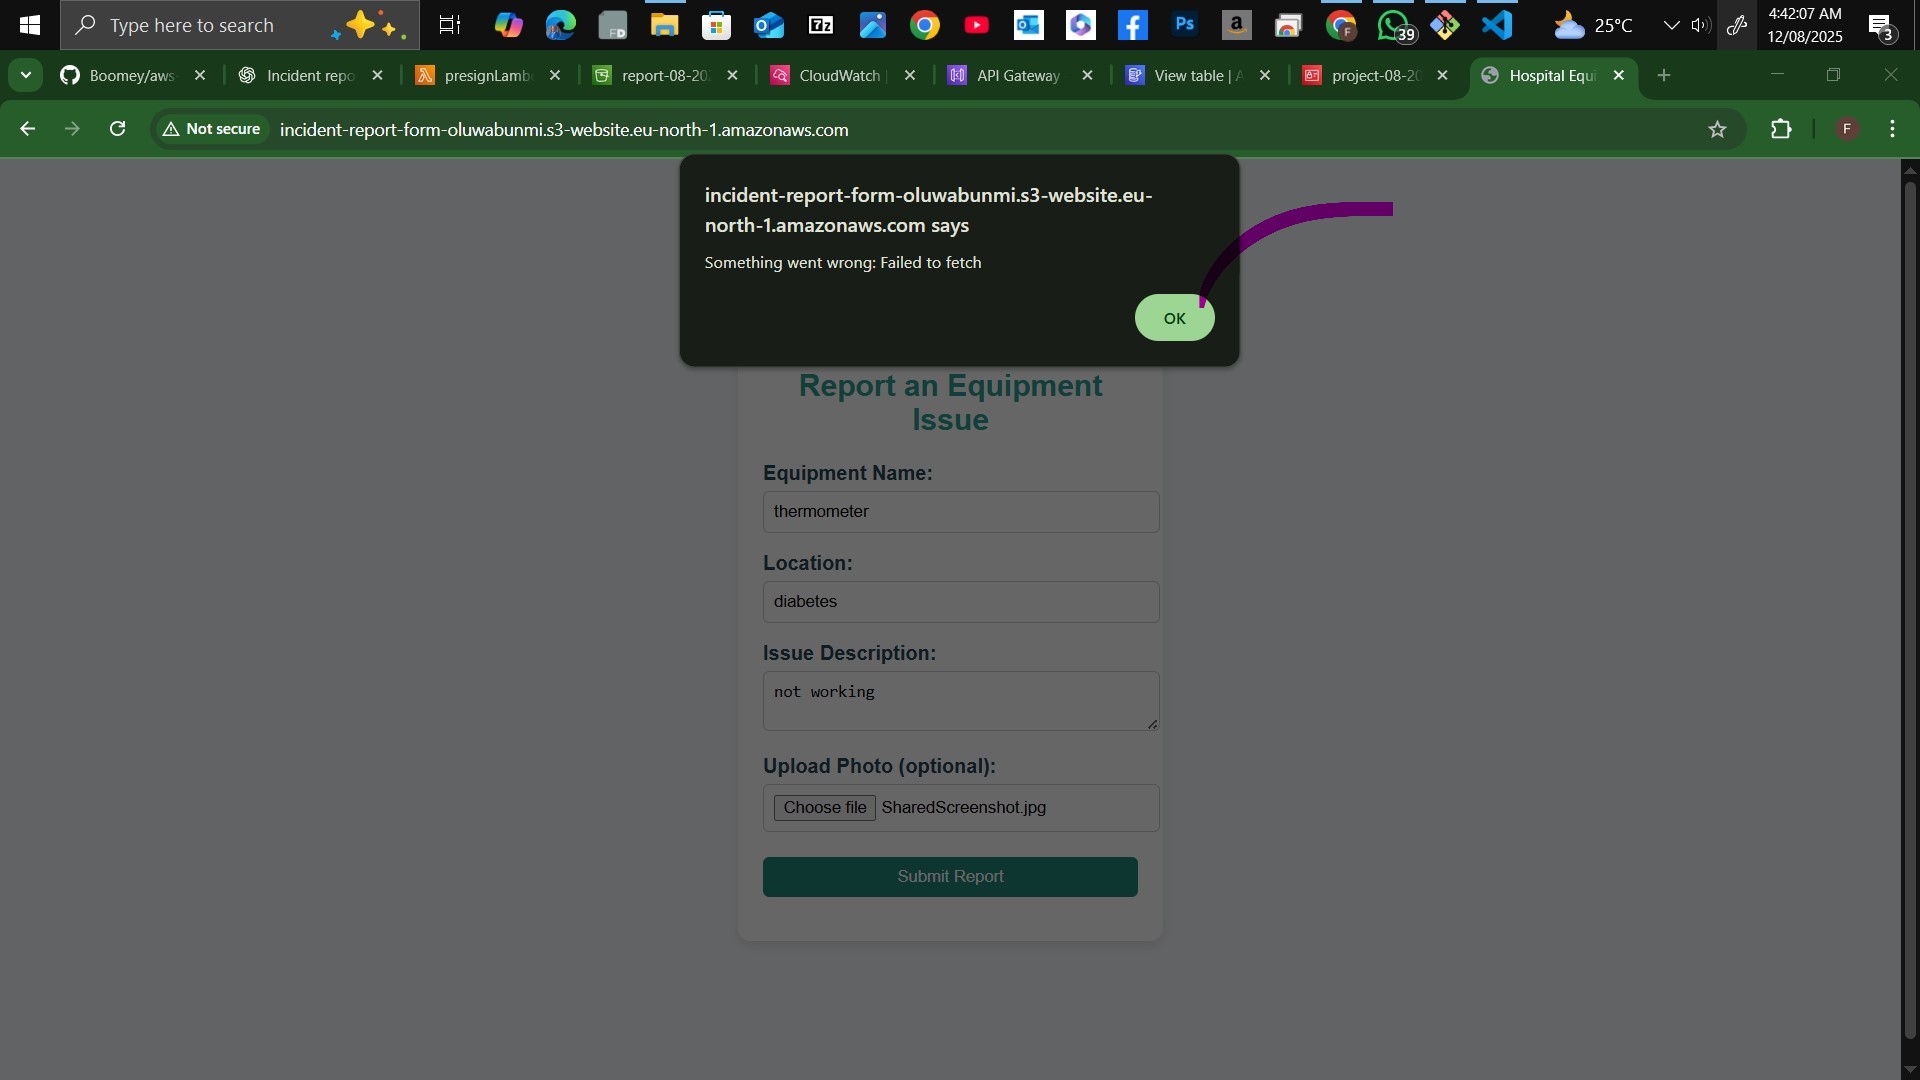 Type here to search
FD
7z
Ps
a
F
39
25°C
4:42:07 AM
12/08/2025
3
Boomey/aws-
Incident repo
presignLamb
report-08-20
CloudWatch |
API Gateway
View table | A
project-08-20
Hospital Equi
Not secure
incident-report-form-oluwabunmi.s3-website.eu-north-1.amazonaws.com
F
incident-report-form-oluwabunmi.s3-website.eu-
north-1.amazonaws.com says
Something went wrong: Failed to fetch
OK
Report an Equipment
Issue
Equipment Name:
thermometer
Location:
diabetes
Issue Description:
not working
Upload Photo (optional):
Choose file SharedScreenshot.jpg
Submit Report